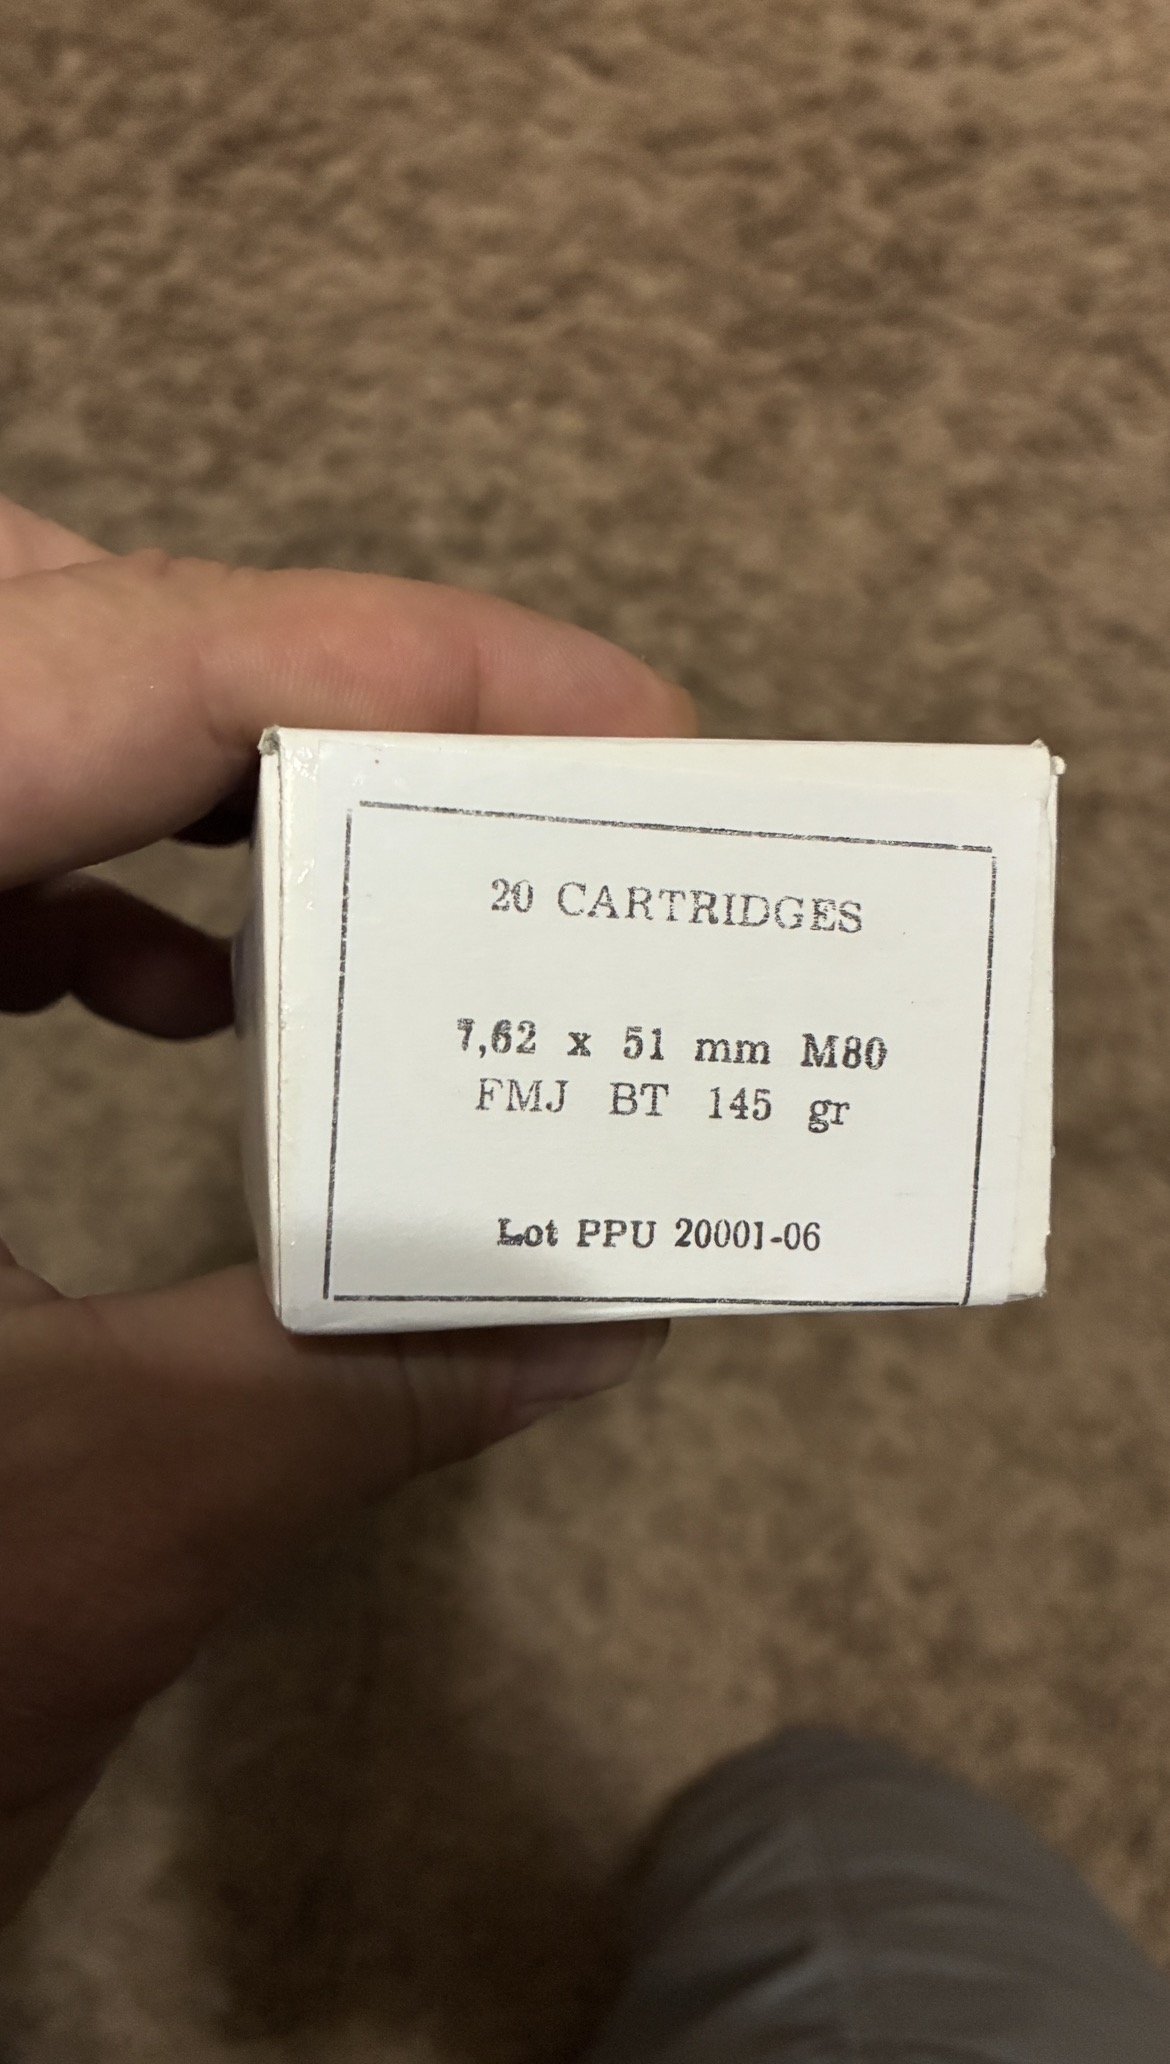 20 CARTRIDGES
7,62 x 51 mm M80
FMJ BT 145 gr
Lot PPU 20001-06